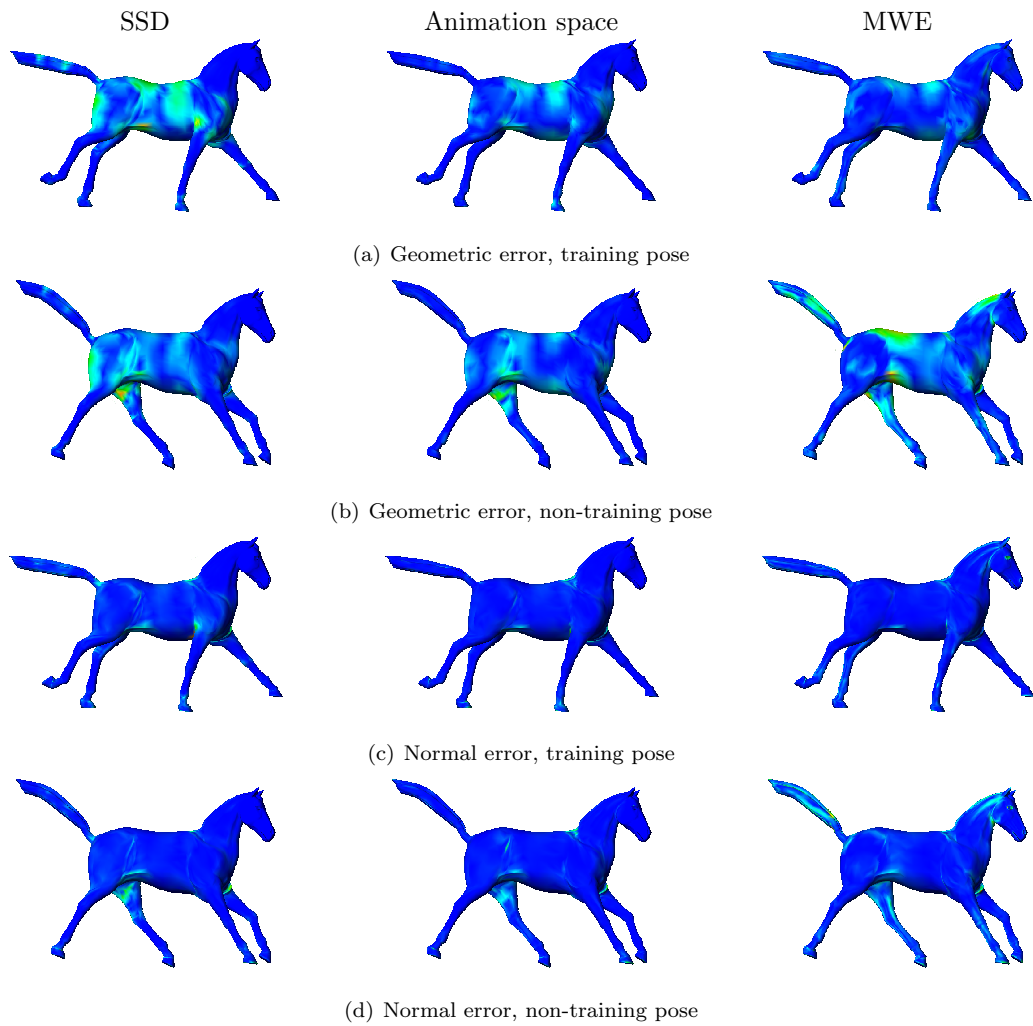 SSD Animation space MWE
(a) Geometric error, training pose
(b) Geometric error, non-training pose
(c) Normal error, training pose
(d) Normal error, non-training pose